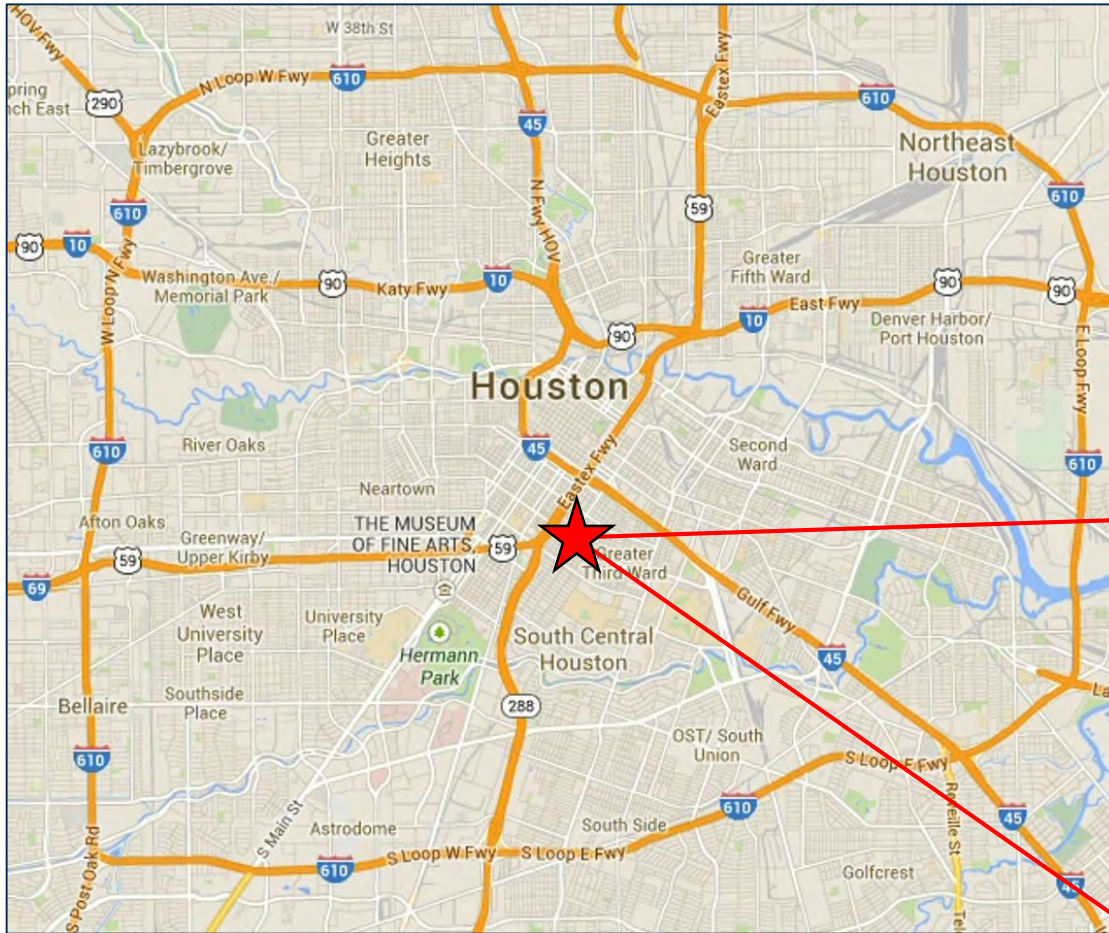 HOV Fwy
W 38th St
N Loop W Fwy
610
45
Eastex Fwy
610
290
pring
nch East
Lazybrook/
Timbergrove
Greater
Heights
Northeast
Houston
610
610
59
N Fwy HOV
90
10
W Loop N Fwy
Washington Ave./
Memorial Park
90
Katy Fwy
10
Greater
Fifth Ward
90
90
East Fwy
10
90
Denver Harbor/
Port Houston
E Loop Fwy
Houston
River Oaks
610
45
Eastex Fwy
Second
Ward
610
Neartown
Afton Oaks
THE MUSEUM
OF FINE ARTS,
HOUSTON
59
Greenway/
Upper Kirby
59
69
Greater
Third Ward
Gulf Fwy
West
University
Place
University
Place
Hermann
Park
South Central
Houston
45
Bellaire
Southside
Place
288
La
OST/ South
Union
610
S Loop E Fwy
Reveille St
610
45
Astrodome
South Side
S Main St
S Loop W Fwy
S Loop E Fwy
610
Golfcrest
45
S Post Oak Rd
Tel